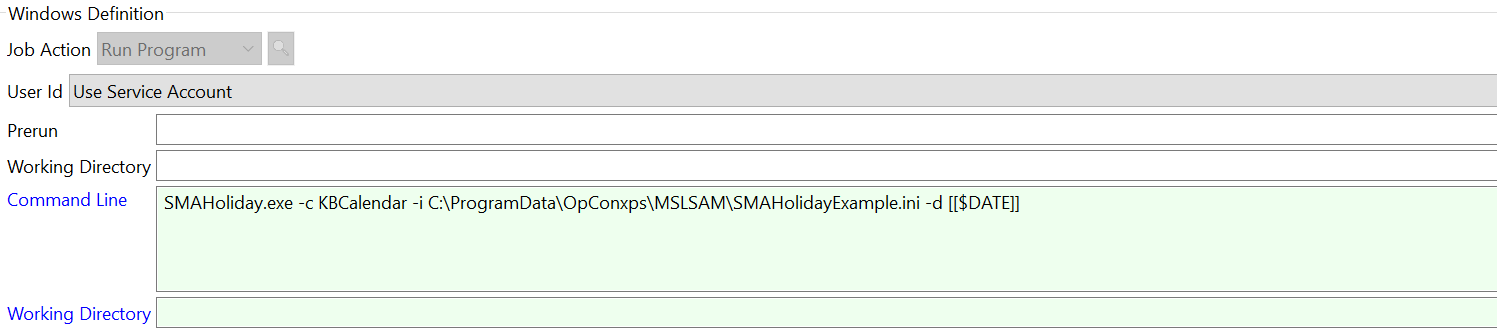 Windows Definition
Job Action Run Program
User Id Use Service Account
Prerun
Working Directory
Command Line SMAHoliday.exe -c KBCalendar -i C:\ProgramData\OpConxps\MSLSAM\SMAHolidayExample.ini -d [[$DATE]]
Working Directory